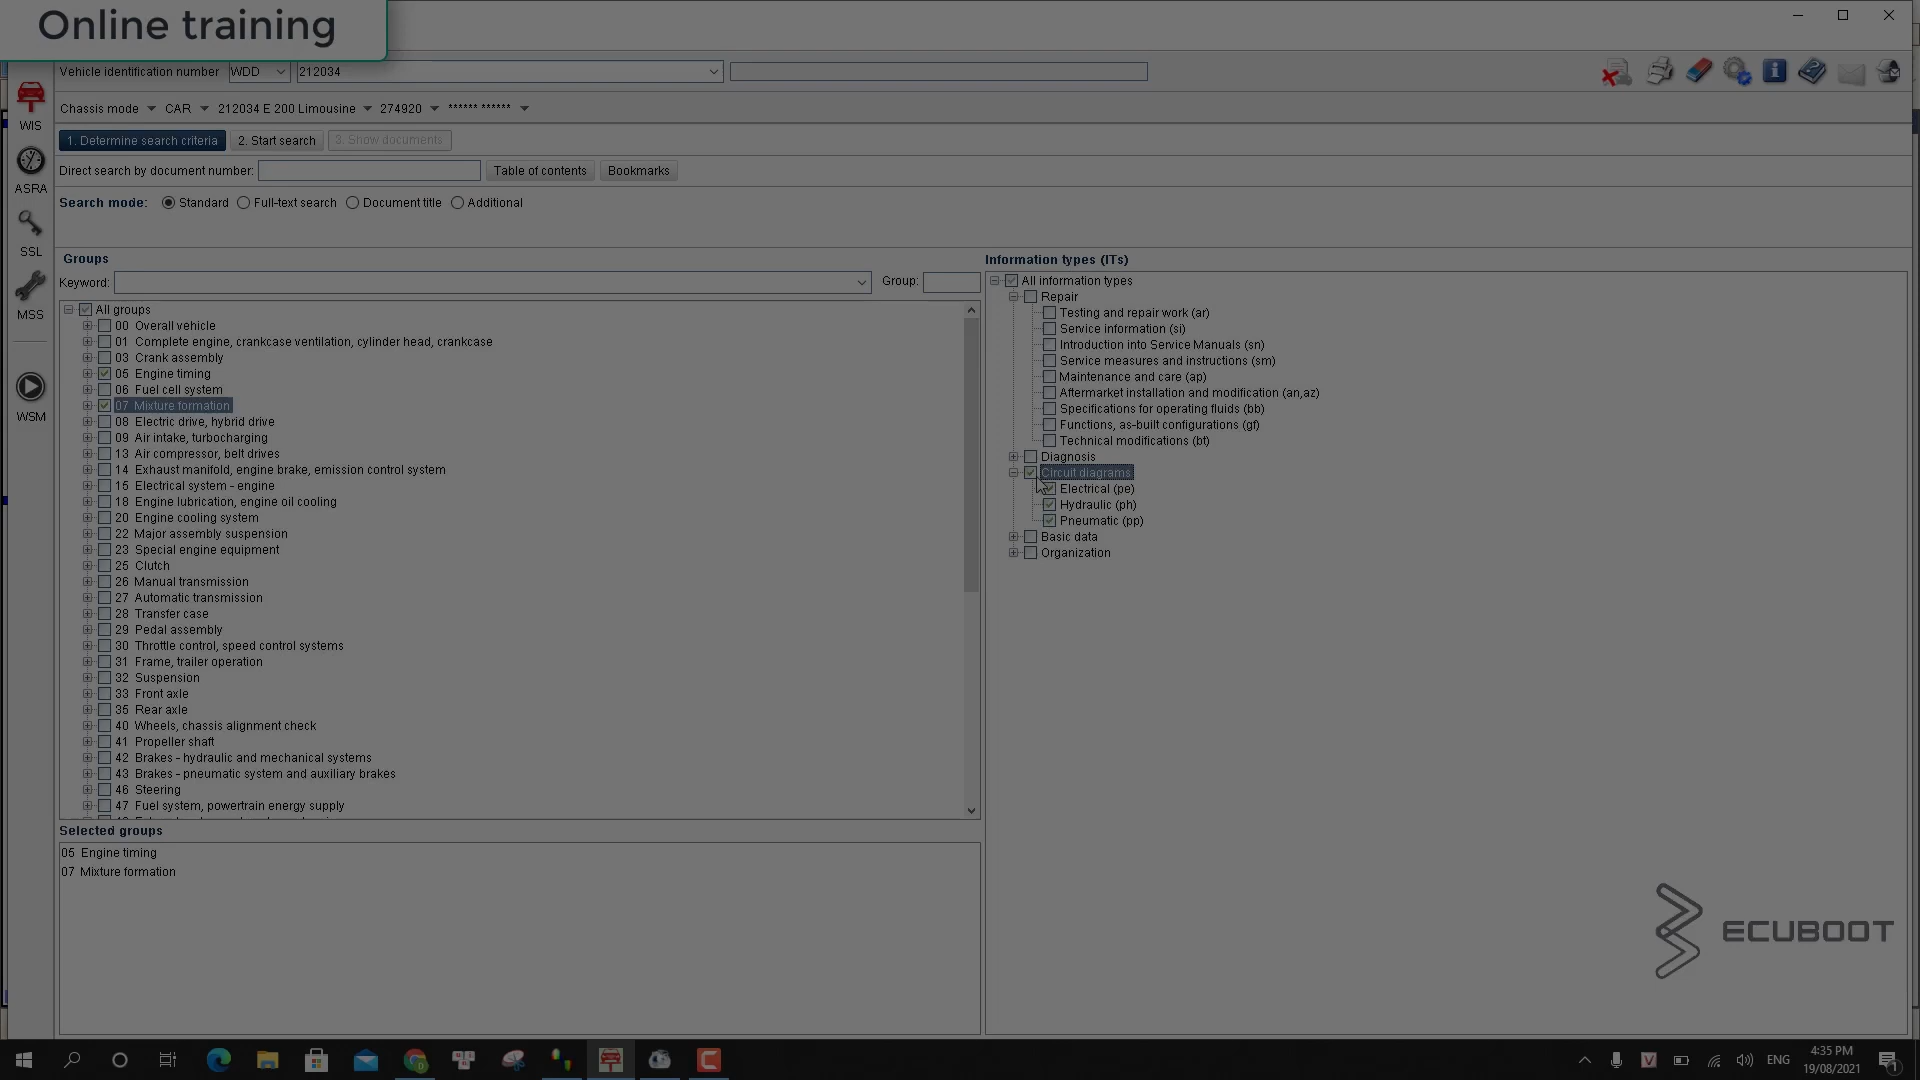 Online training
Vehicle identification number WDD 212034
Chassis mode CAR 212034 E 200 Limousine 274920 ****** ******
1. Determine search criteria 2. Start search 3. Show documents
Direct search by document number: Table of contents Bookmarks
Search mode: Standard Full-text search Document title Additional
WIS
ASRA
SSL
MSS
WSM
Groups
Keyword: Group:
All groups
00 Overall vehicle
01 Complete engine, crankcase ventilation, cylinder head, crankcase
03 Crank assembly
05 Engine timing
06 Fuel cell system
07 Mixture formation
08 Electric drive, hybrid drive
09 Air intake, turbocharging
13 Air compressor, belt drives
14 Exhaust manifold, engine brake, emission control system
15 Electrical system - engine
18 Engine lubrication, engine oil cooling
20 Engine cooling system
22 Major assembly suspension
23 Special engine equipment
25 Clutch
26 Manual transmission
27 Automatic transmission
28 Transfer case
29 Pedal assembly
30 Throttle control, speed control systems
31 Frame, trailer operation
32 Suspension
33 Front axle
35 Rear axle
40 Wheels, chassis alignment check
41 Propeller shaft
42 Brakes - hydraulic and mechanical systems
43 Brakes - pneumatic system and auxiliary brakes
46 Steering
47 Fuel system, powertrain energy supply
Selected groups
05 Engine timing
07 Mixture formation
Information types (ITs)
All information types
Repair
Testing and repair work (ar)
Service information (si)
Introduction into Service Manuals (sn)
Service measures and instructions (sm)
Maintenance and care (ap)
Aftermarket installation and modification (an,az)
Specifications for operating fluids (bb)
Functions, as-built configurations (gf)
Technical modifications (bt)
Diagnosis
Circuit diagrams
Electrical (pe)
Hydraulic (ph)
Pneumatic (pp)
Basic data
Organization
ECUBOOT
ENG
4:35 PM
19/08/2021